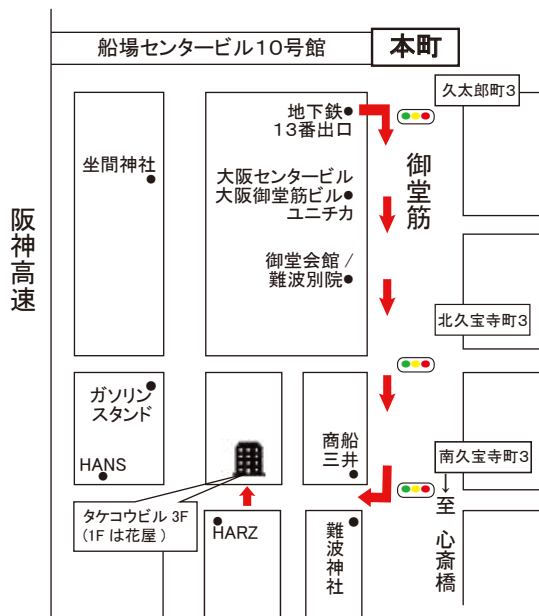 船場センタービル10号館
本町
久太郎町3
地下鉄
13番出口
坐間神社
御堂筋
大阪センタービル
大阪御堂筋ビル
ユニチカ
阪神高速
御堂会館 /
難波別院
北久宝寺町3
ガソリン
スタンド
商船
三井
HANS
南久宝寺町3
↓
至 心斎橋
タケコウビル 3F
(1F は花屋 )
HARZ
難波神社